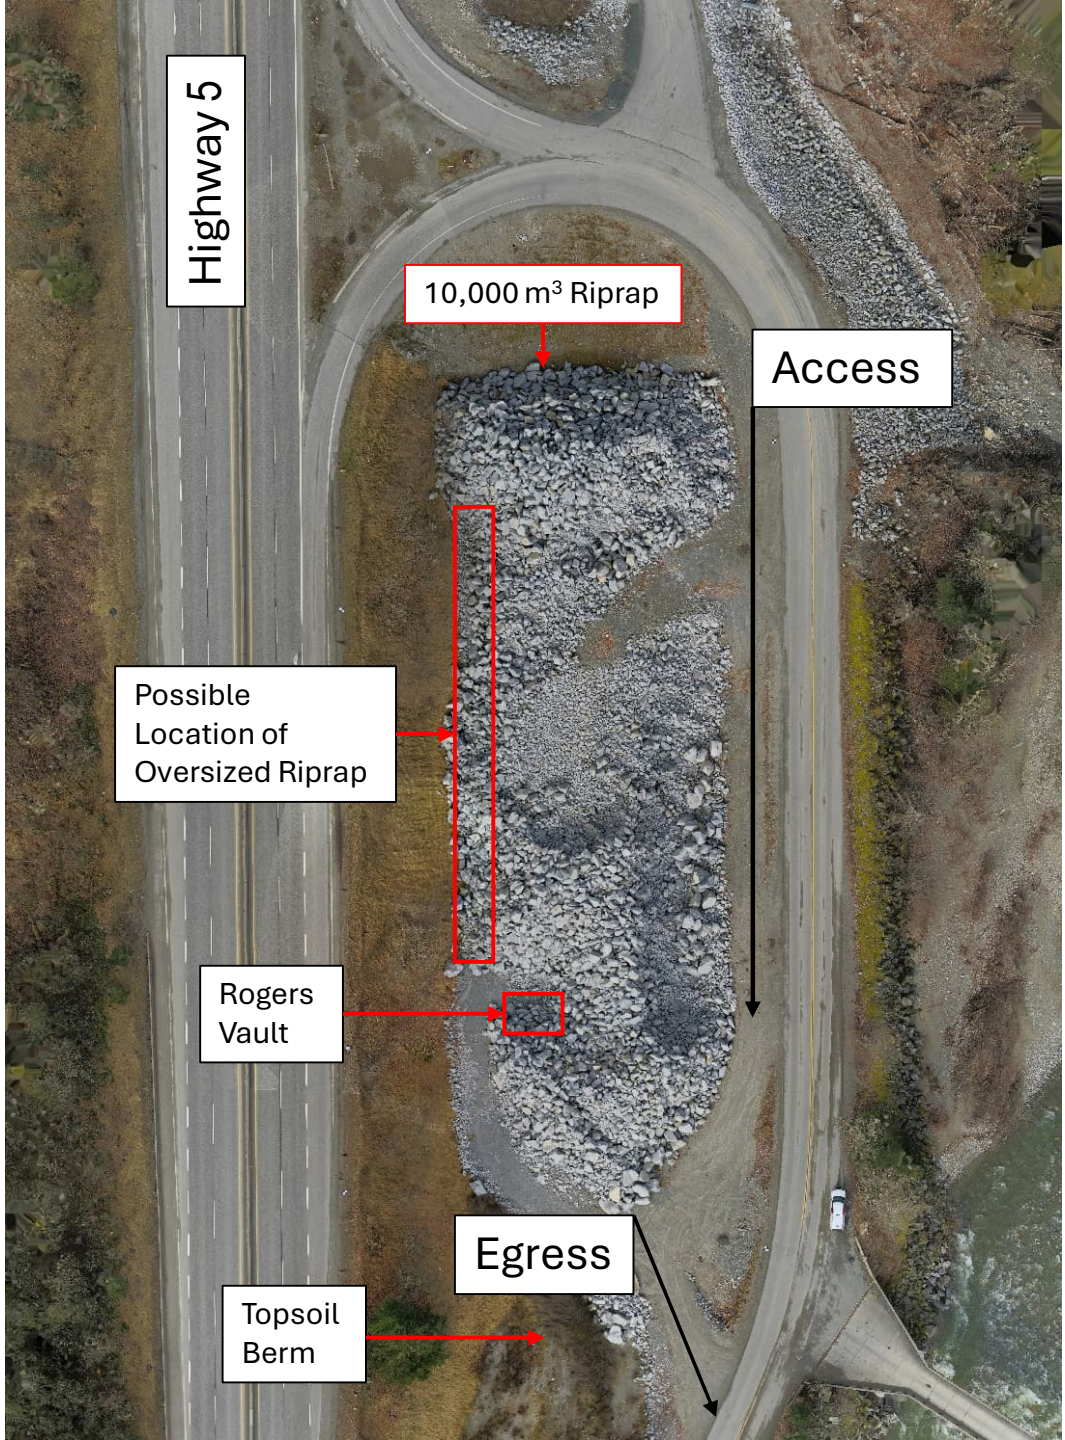 Highway 5
10,000 m³ Riprap
Access
Possible
Location of
Oversized Riprap
Rogers
Vault
Egress
Topsoil
Berm